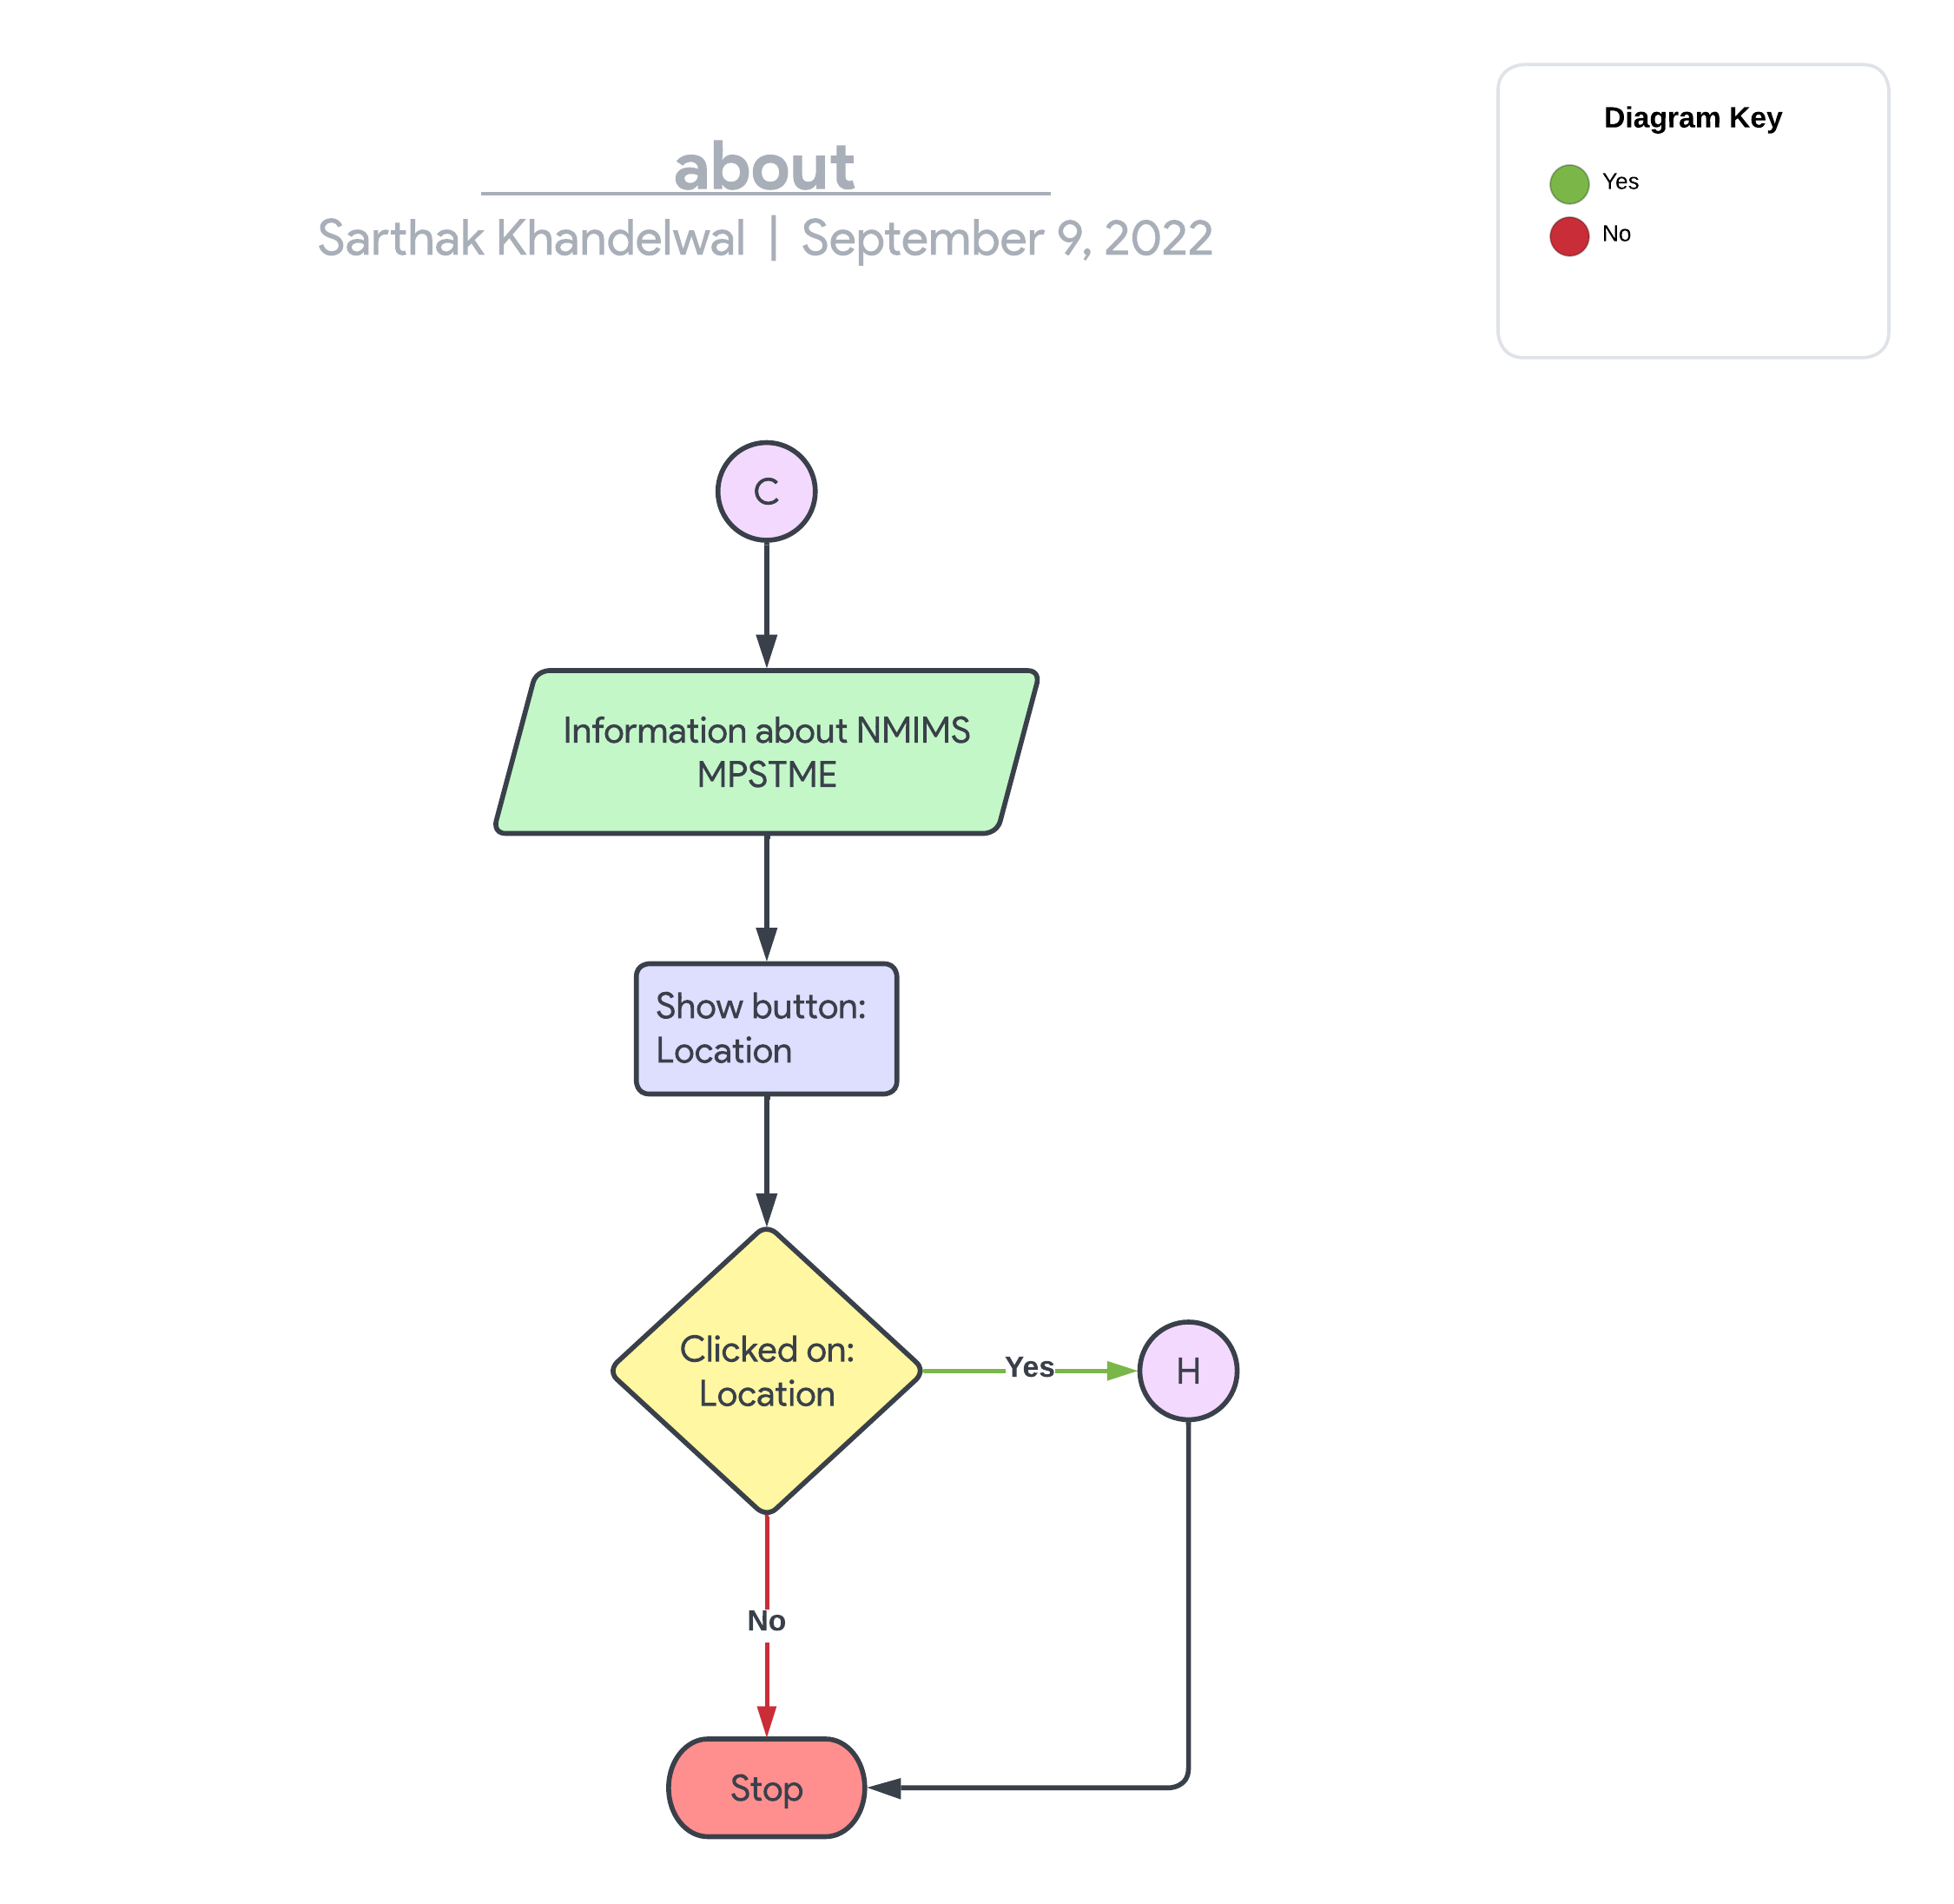 about
Sarthak Khandelwal | September 9, 2022
Diagram Key
Yes
No
C
Information about NMIMS
MPSTME
Show button:
Location
Clicked on:
Location
Yes
H
No
Stop